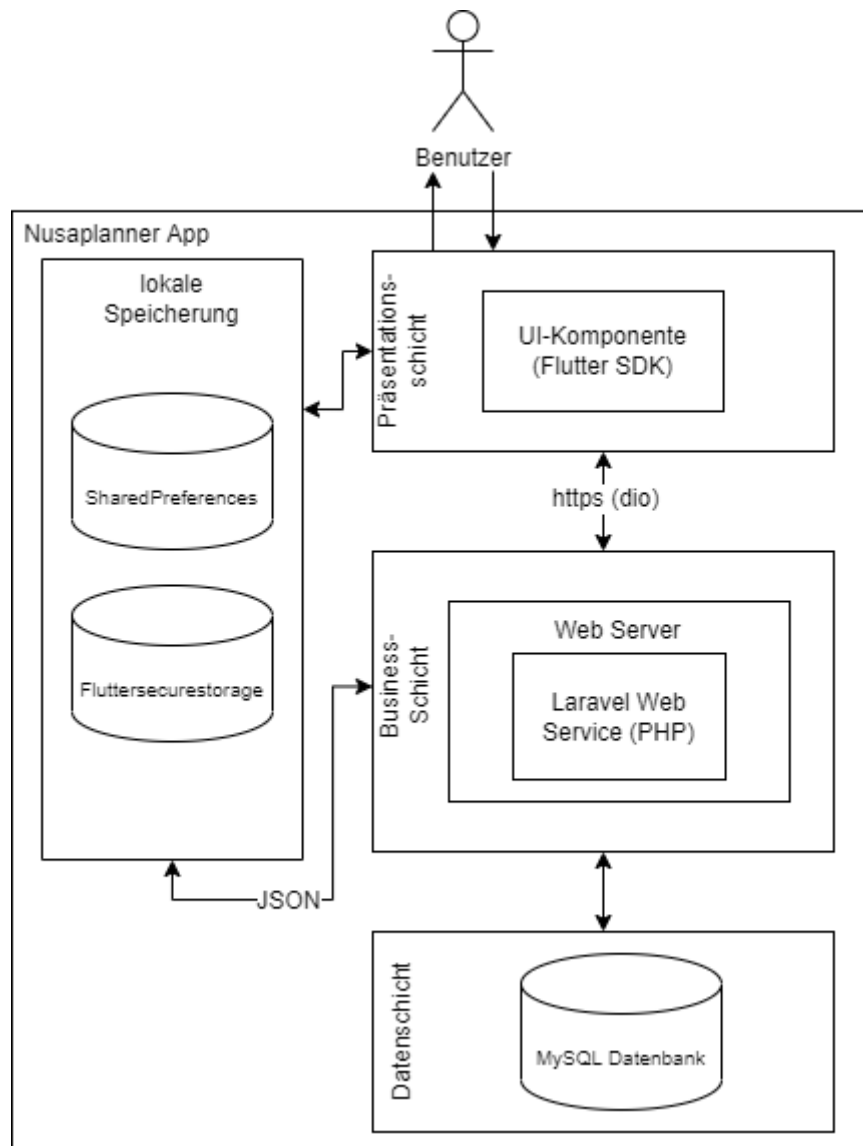 Benutzer
Nusaplanner App
lokale
Speicherung
SharedPreferences
Fluttersecurestorage
Präsentations-
schicht
UI-Komponente
(Flutter SDK)
https (dio)
Business-
Schicht
Web Server
Laravel Web
Service (PHP)
JSON
Datenschicht
MySQL Datenbank